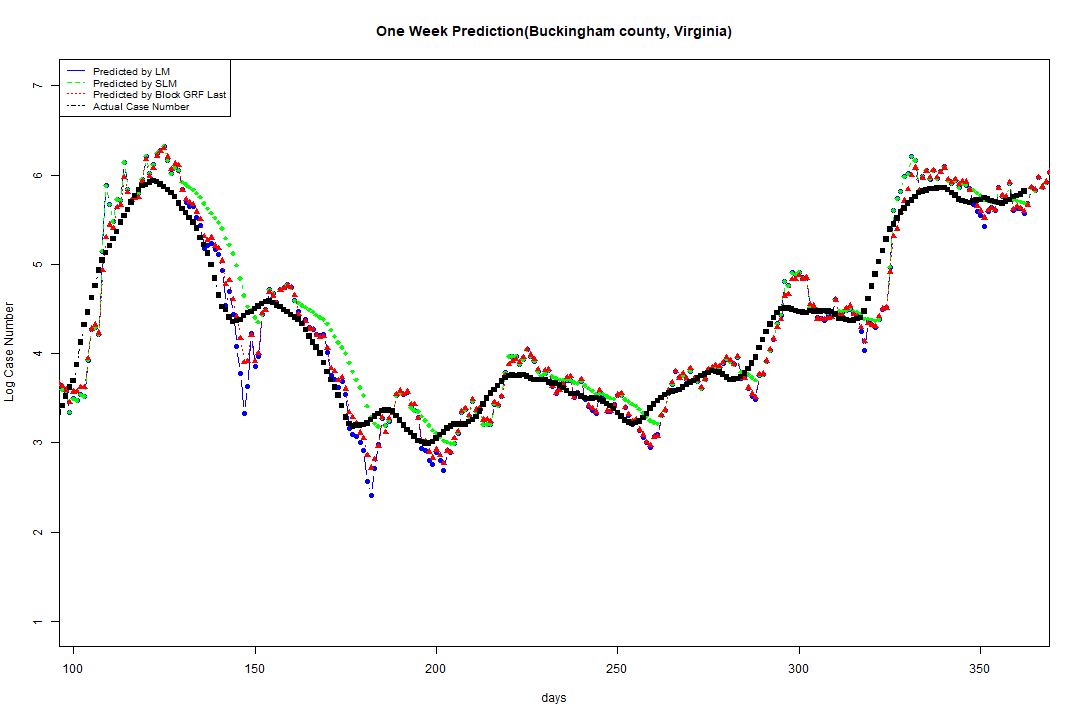 One Week Prediction(Buckingham county, Virginia)
Predicted by LM
Predicted by SLM
Predicted by Block GRF Last
Actual Case Number
7
6
5
4
3
2
1
Log Case Number
100 150 200 250 300 350
days